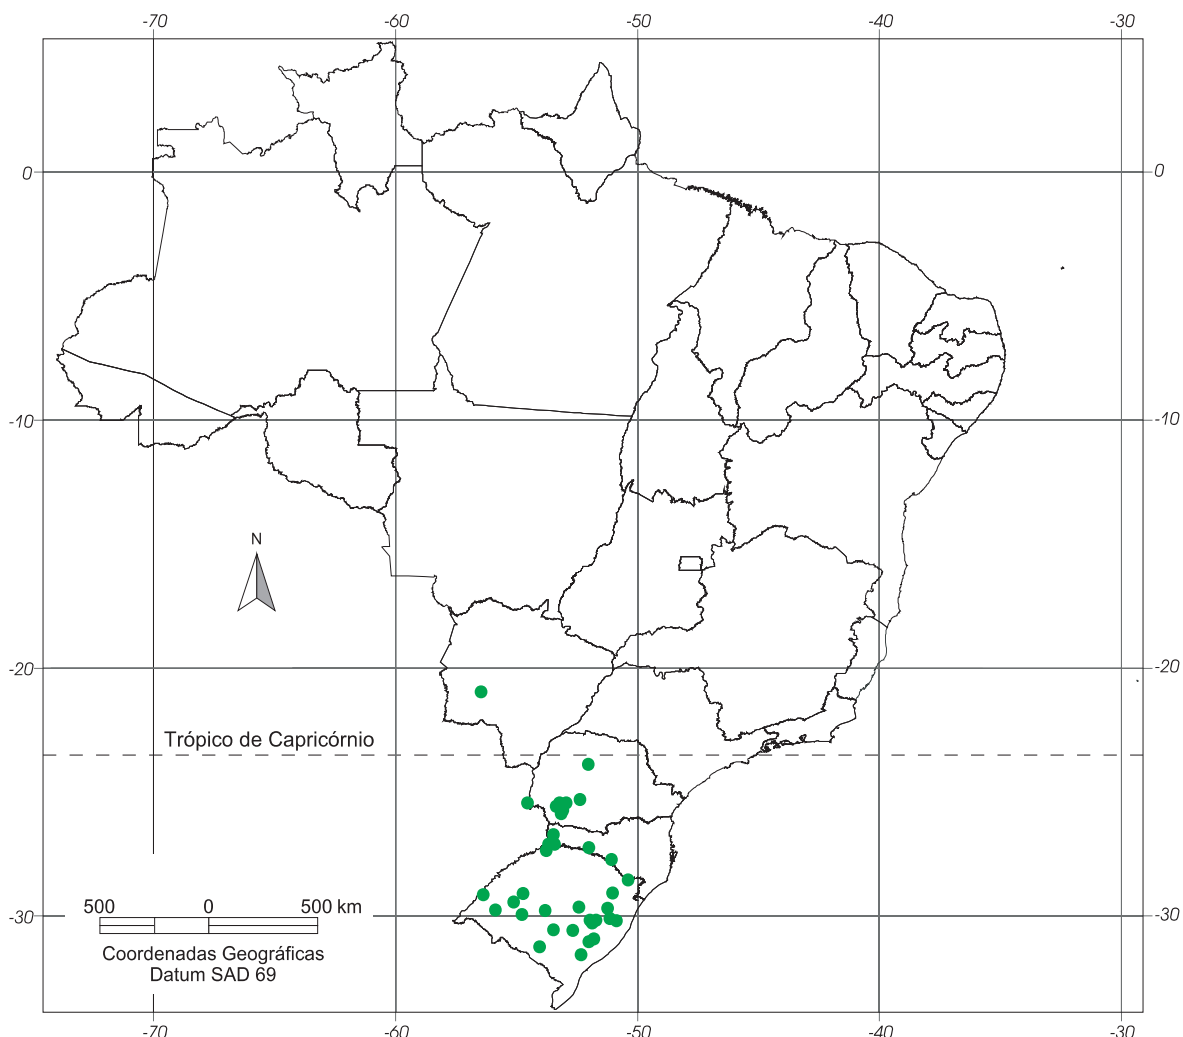 -70 -60 -50 -40 -30
0 0
-10 -10
N
-20 -20
Trópico de Capricórnio
500 0 500 km
-30 -30
Coordenadas Geográficas
Datum SAD 69
-70 -60 -50 -40 -30